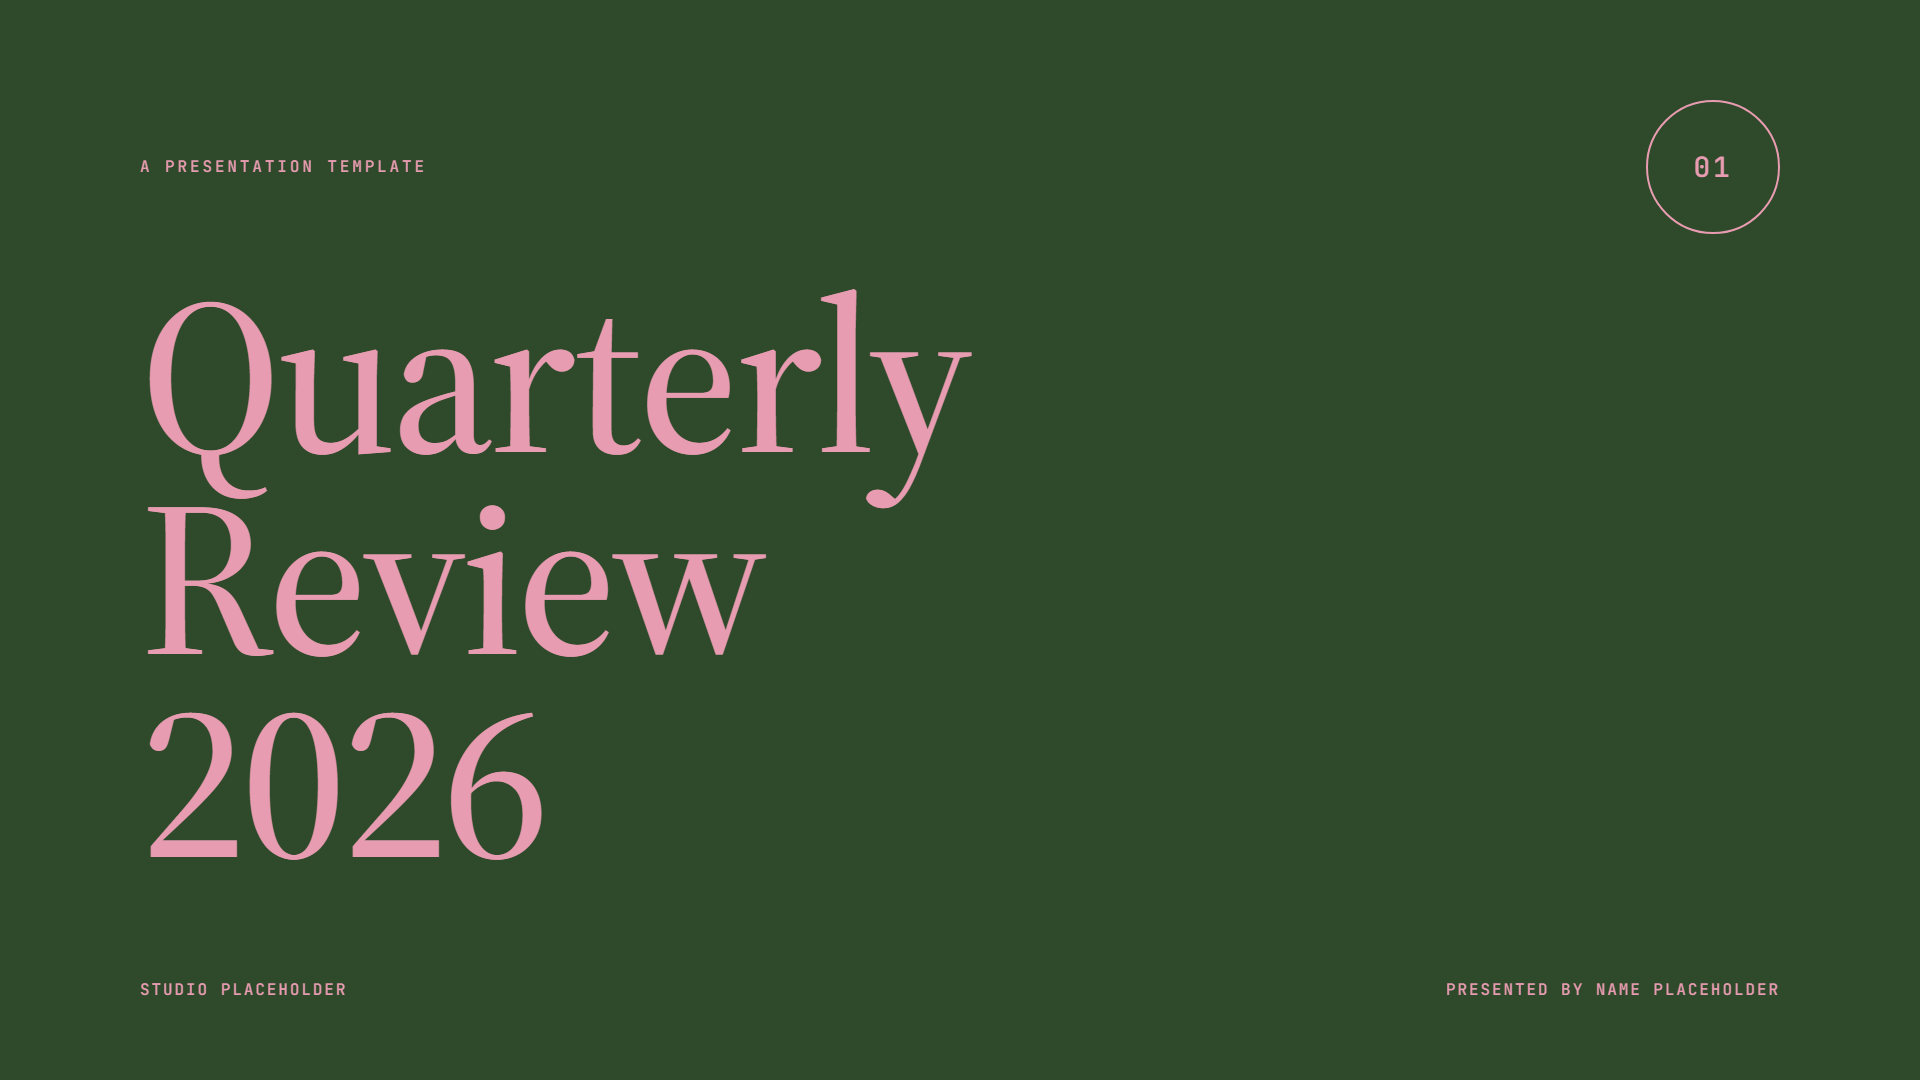 A PRESENTATION TEMPLATE
01
Quarterly
Review
2026
STUDIO PLACEHOLDER
PRESENTED BY NAME PLACEHOLDER